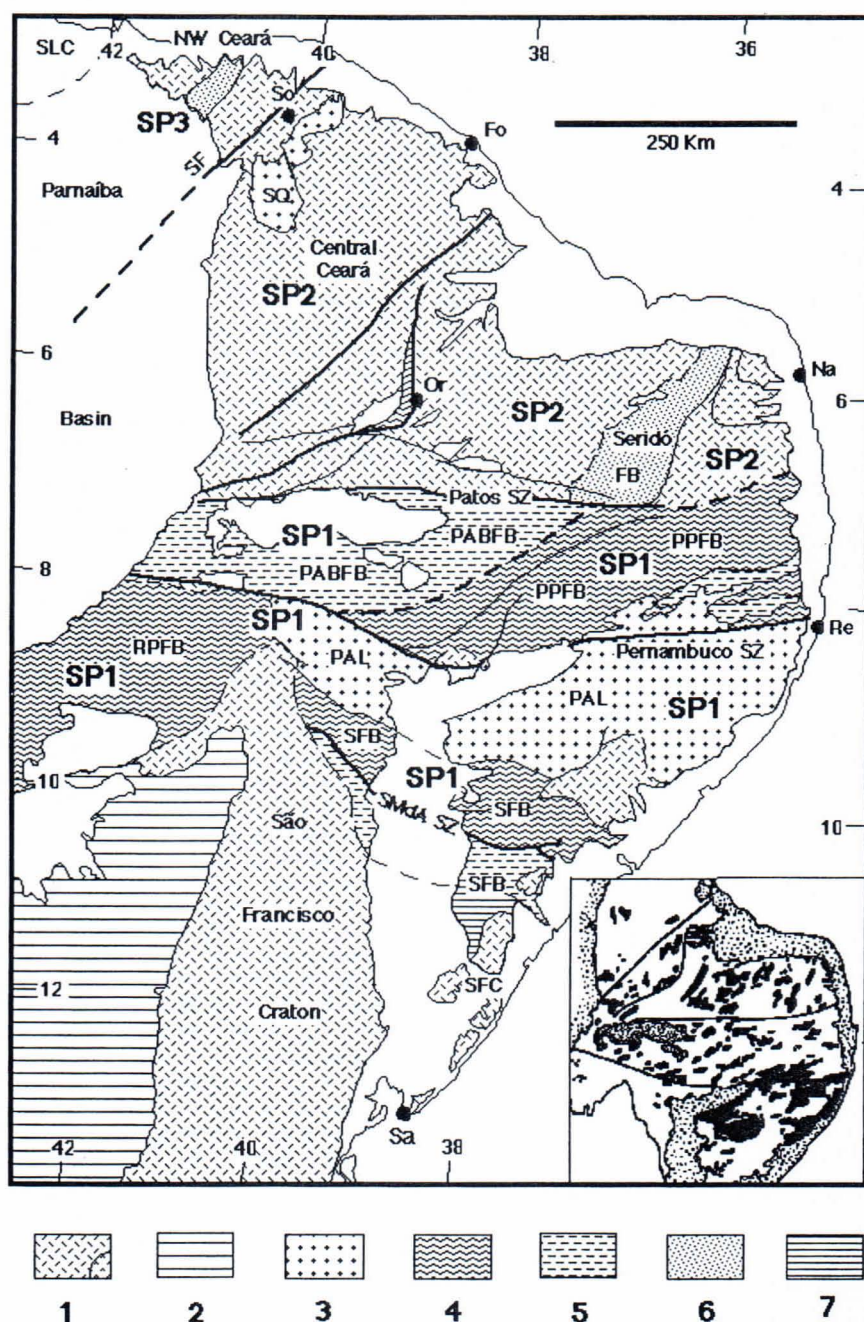 SLC
42
NW Ceará
40
38
36
So
SP3
4
Fo
250 Km
SF
Parnaíba
4
SQ
Central
Ceará
SP2
6
Or
Na
6
Basin
SP2
Seridó
FB
SP2
Patos SZ
SP1
PABFB
PPFB
SP1
8
PABFB
PPFB
SP1
Re
PAL
Pernambuco SZ
RPFB
SP1
PAL
SP1
SFB
10
SP1
São
SMdA SZ
SFB
10
SFB
Francisco
12
SFC
Craton
Sa
42
40
38
1 2 3 4 5 6 7